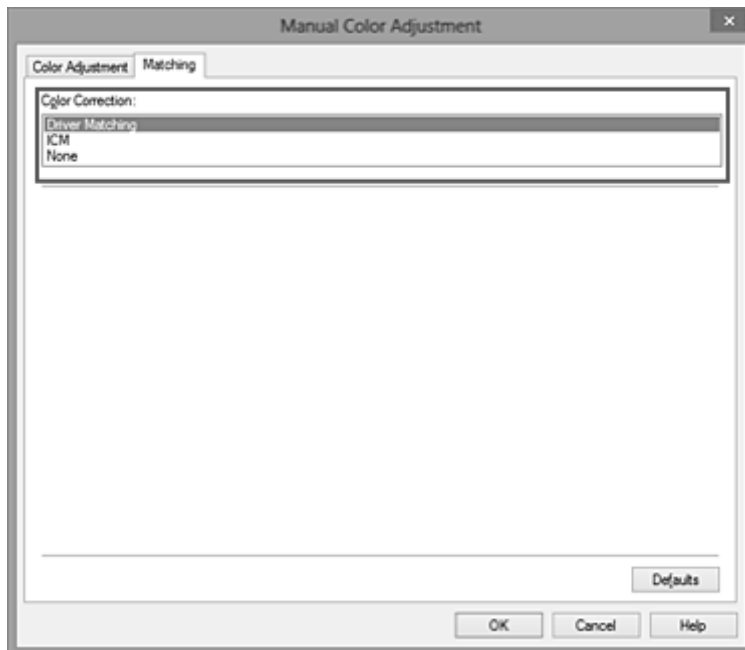 Manual Color Adjustment
Color Adjustment Matching
Color Correction:
Driver Matching
ICM
None
Defaults
OK Cancel Help